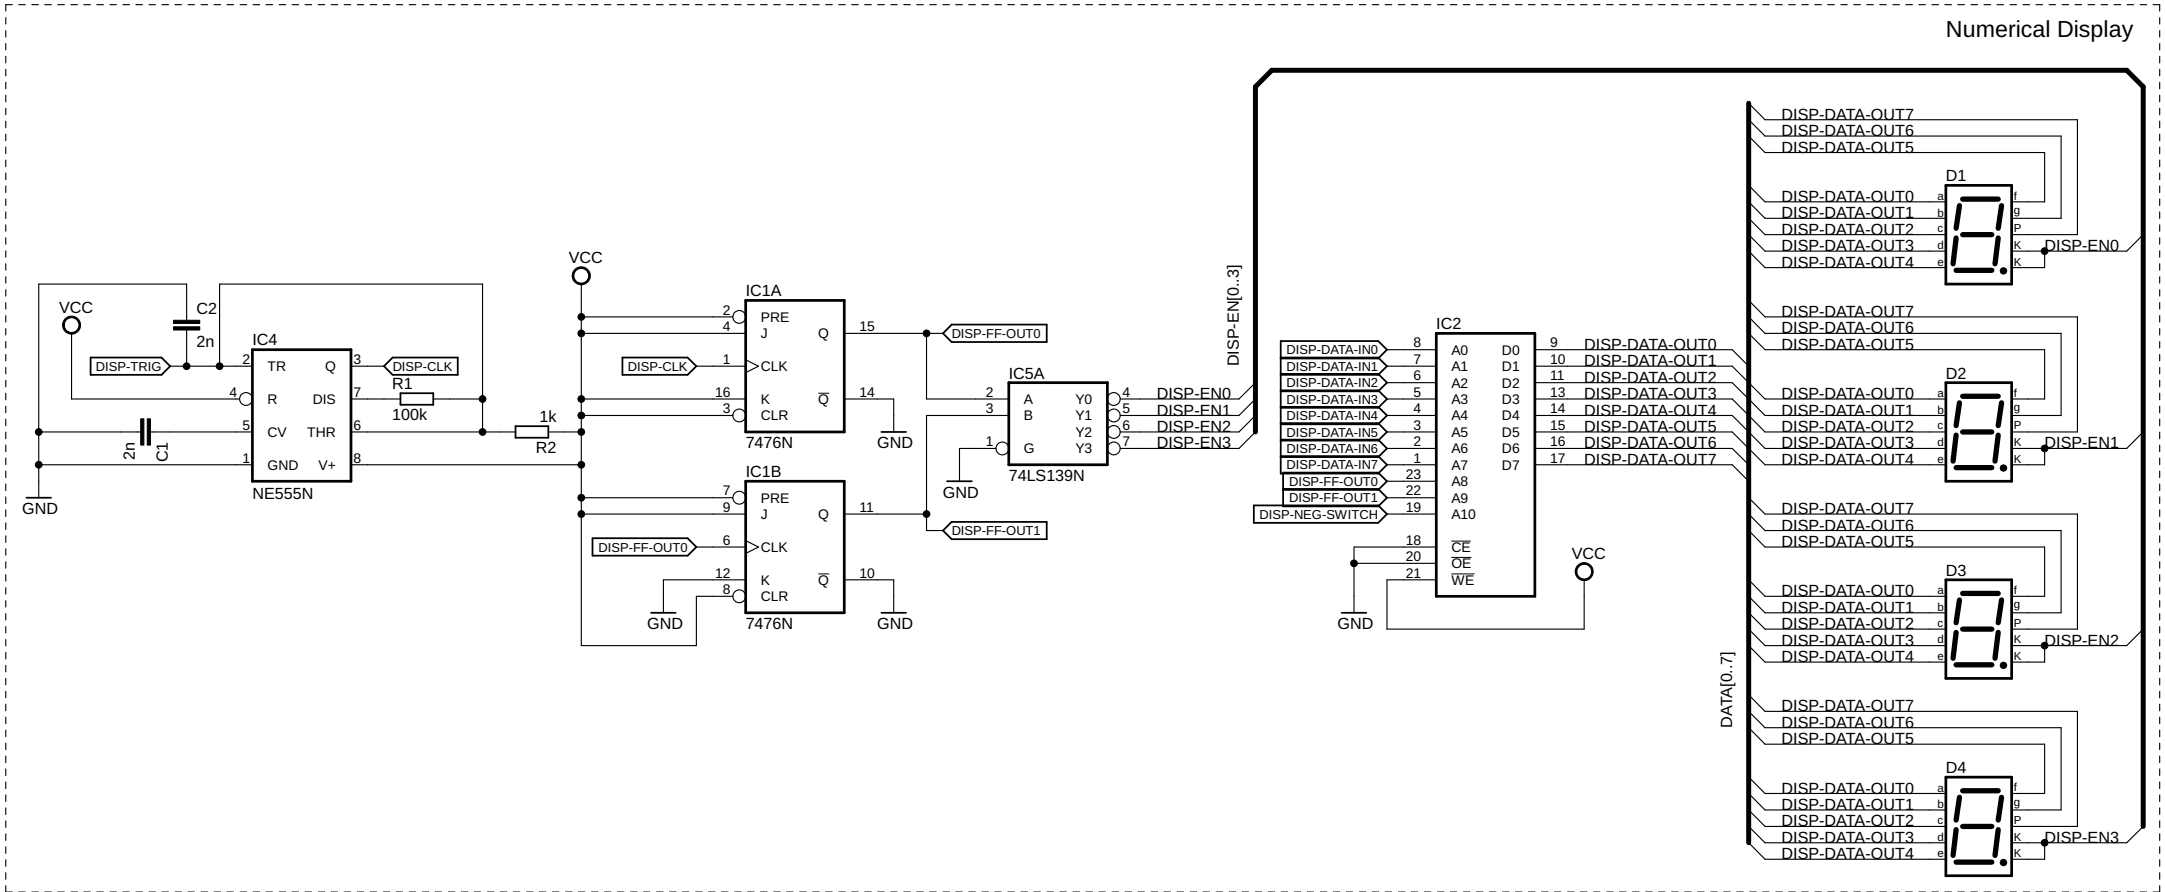 Numerical Display
VCC
C2
2n
IC4
DISP-TRIG
2 TR Q 3
DISP-CLK
4 R DIS 7
R1
100k
5 CV THR 6
2n
C1
1 GND V+ 8
NE555N
GND
1k
R2
VCC
IC1A
2 PRE
4 J Q 15
DISP-CLK
1 CLK
16 K Q 14
3 CLR
7476N
GND
DISP-FF-OUT0
IC1B
7 PRE
9 J Q 11
DISP-FF-OUT0
6 CLK
12 K Q 10
8 CLR
7476N
GND
GND
DISP-FF-OUT1
IC5A
2 A Y0 4 DISP-EN0
3 B Y1 5 DISP-EN1
Y2 6 DISP-EN2
1 G Y3 7 DISP-EN3
74LS139N
GND
DISP-EN[0..3]
IC2
DISP-DATA-IN0 8 A0 D0 9 DISP-DATA-OUT0
DISP-DATA-IN1 7 A1 D1 10 DISP-DATA-OUT1
DISP-DATA-IN2 6 A2 D2 11 DISP-DATA-OUT2
DISP-DATA-IN3 5 A3 D3 13 DISP-DATA-OUT3
DISP-DATA-IN4 4 A4 D4 14 DISP-DATA-OUT4
DISP-DATA-IN5 3 A5 D5 15 DISP-DATA-OUT5
DISP-DATA-IN6 2 A6 D6 16 DISP-DATA-OUT6
DISP-DATA-IN7 1 A7 D7 17 DISP-DATA-OUT7
DISP-FF-OUT0 23 A8
DISP-FF-OUT1 22 A9
DISP-NEG-SWITCH 19 A10
18 CE
20 OE
21 WE
GND
VCC
DATA[0..7]
DISP-DATA-OUT7
DISP-DATA-OUT6
DISP-DATA-OUT5
D1
DISP-DATA-OUT0 a f
DISP-DATA-OUT1 b g
DISP-DATA-OUT2 c P
DISP-DATA-OUT3 d K DISP-EN0
DISP-DATA-OUT4 e K
DISP-DATA-OUT7
DISP-DATA-OUT6
DISP-DATA-OUT5
D2
DISP-DATA-OUT0 a f
DISP-DATA-OUT1 b g
DISP-DATA-OUT2 c P
DISP-DATA-OUT3 d K DISP-EN1
DISP-DATA-OUT4 e K
DISP-DATA-OUT7
DISP-DATA-OUT6
DISP-DATA-OUT5
D3
DISP-DATA-OUT0 a f
DISP-DATA-OUT1 b g
DISP-DATA-OUT2 c P
DISP-DATA-OUT3 d K DISP-EN2
DISP-DATA-OUT4 e K
DISP-DATA-OUT7
DISP-DATA-OUT6
DISP-DATA-OUT5
D4
DISP-DATA-OUT0 a f
DISP-DATA-OUT1 b g
DISP-DATA-OUT2 c P
DISP-DATA-OUT3 d K DISP-EN3
DISP-DATA-OUT4 e K